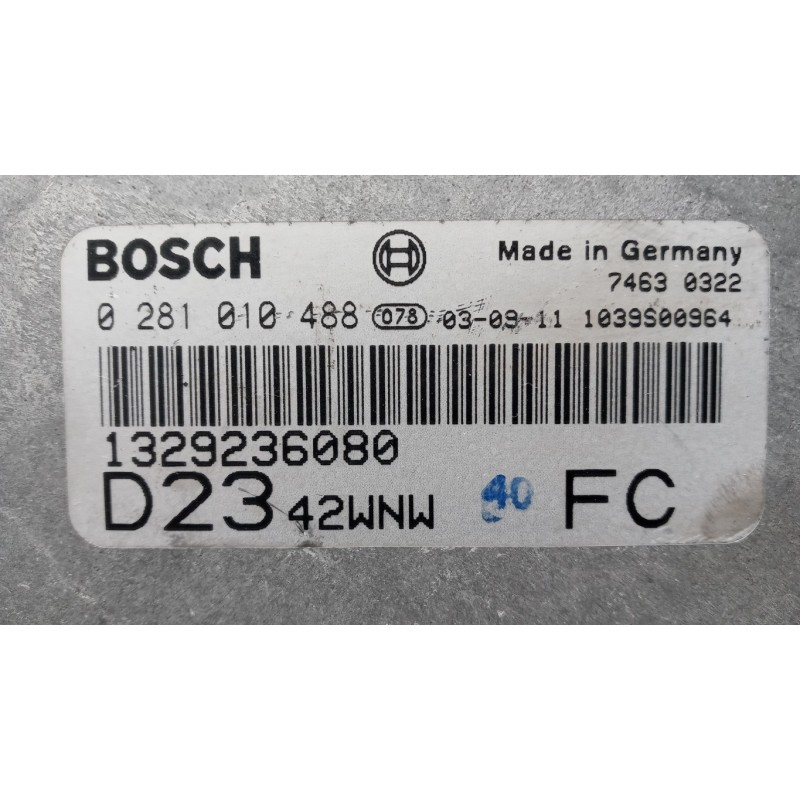 BOSCH Made in Germany
7463 0322
0 281 010 488 078 03-09-11 1039S00964
1329236080
D23 42WNW 40 FC